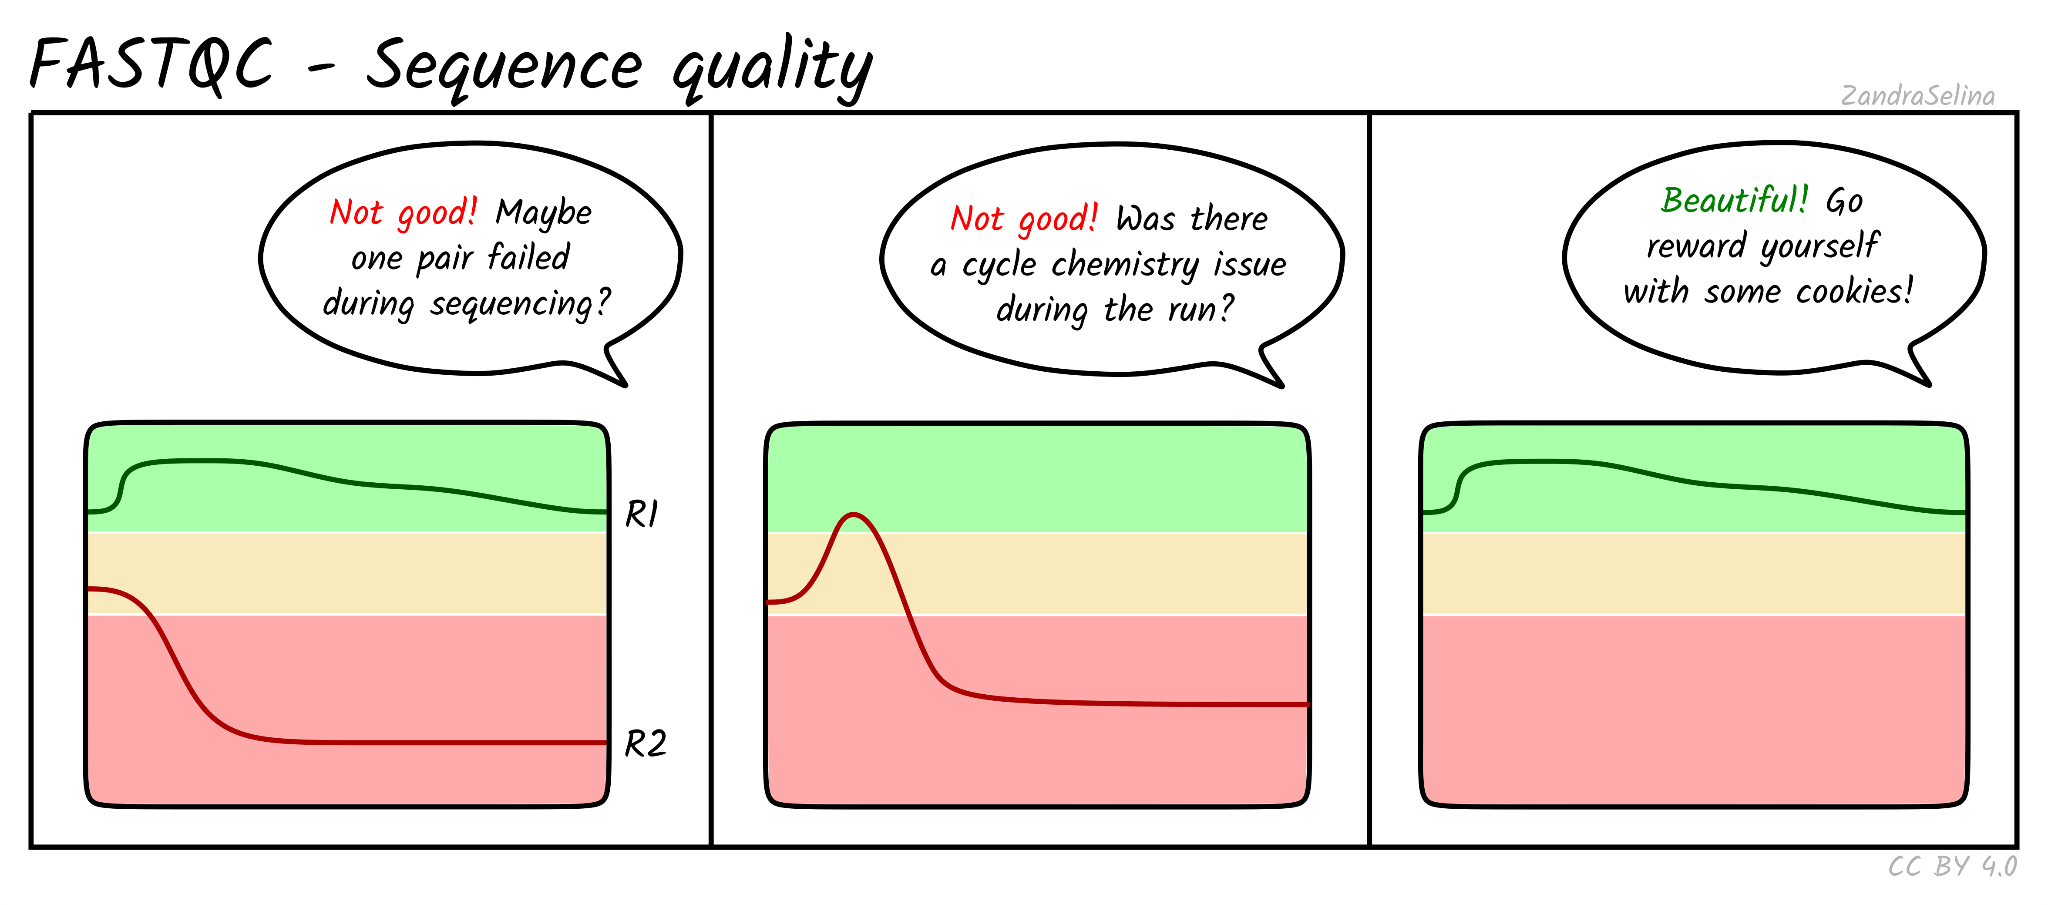 FASTQC - Sequence quality
ZandraSelina
Not good! Maybe
one pair failed
during sequencing?
R1
R2
Not good! Was there
a cycle chemistry issue
during the run?
Beautiful! Go
reward yourself
with some cookies!
CC BY 4.0